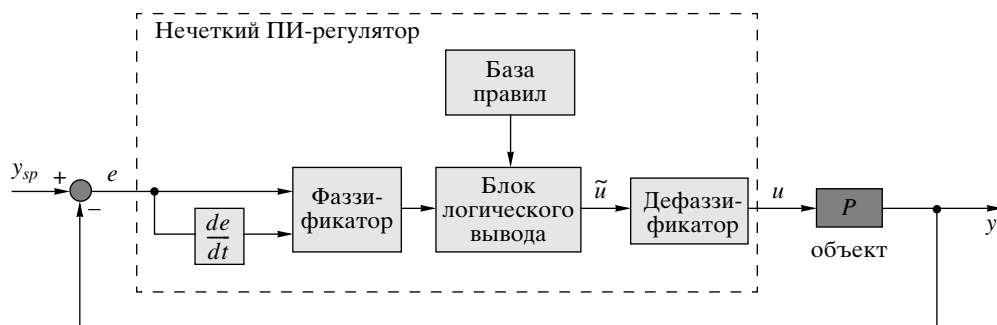 Нечеткий ПИ-регулятор
База
правил
y_sp
+
e
−
Фаззи-
фикатор
de
dt
Блок
логического
вывода
ũ
Дефаззи-
фикатор
u
P
объект
y